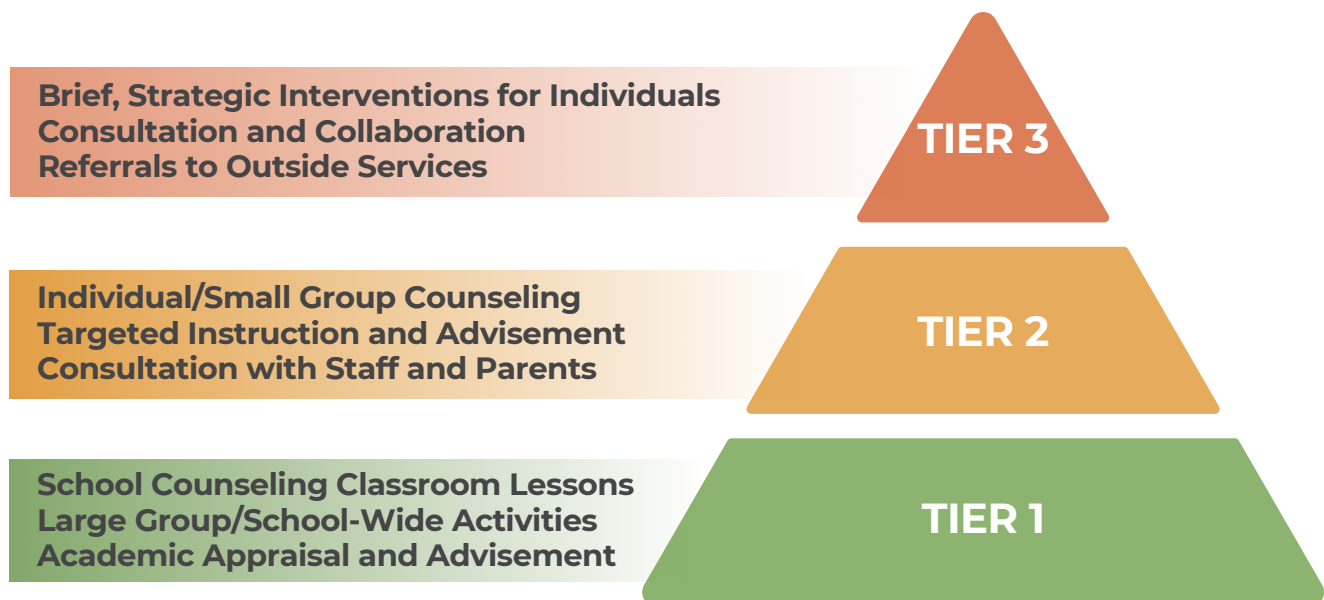 Brief, Strategic Interventions for Individuals
Consultation and Collaboration
Referrals to Outside Services
TIER 3
Individual/Small Group Counseling
Targeted Instruction and Advisement
Consultation with Staff and Parents
TIER 2
School Counseling Classroom Lessons
Large Group/School-Wide Activities
Academic Appraisal and Advisement
TIER 1